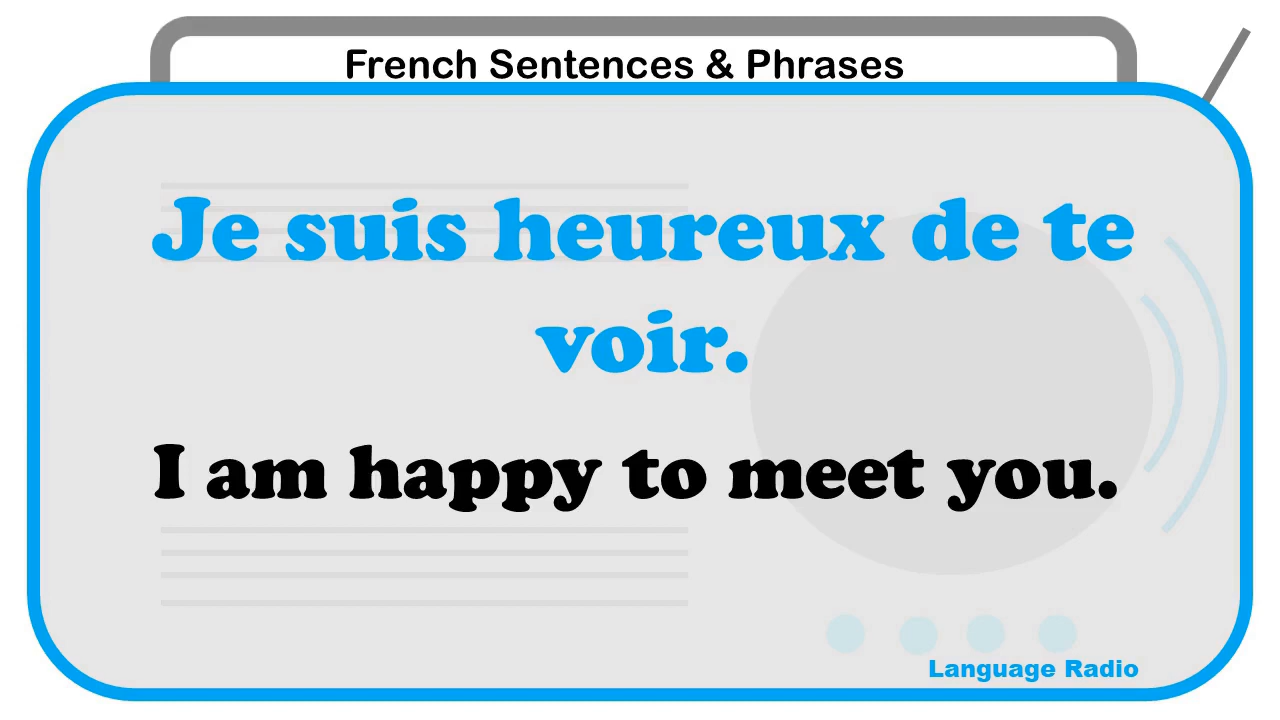 French Sentences & Phrases
Je suis heureux de te
voir.
I am happy to meet you.
Language Radio